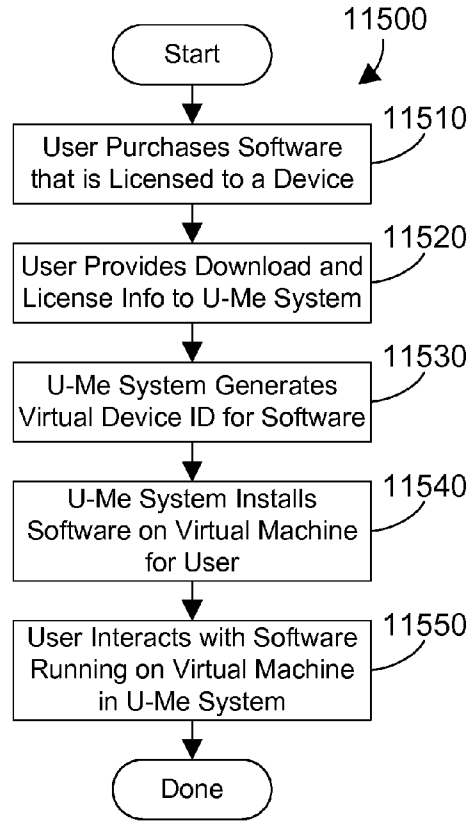 11500
Start
11510
User Purchases Software
that is Licensed to a Device
11520
User Provides Download and
License Info to U-Me System
11530
U-Me System Generates
Virtual Device ID for Software
11540
U-Me System Installs
Software on Virtual Machine
for User
11550
User Interacts with Software
Running on Virtual Machine
in U-Me System
Done